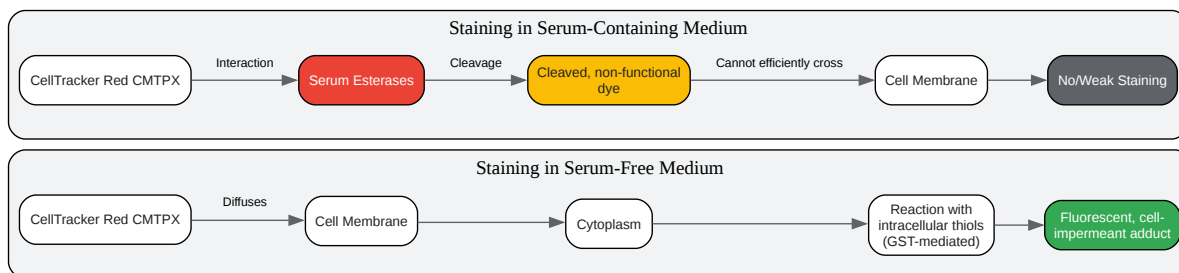 Staining in Serum-Containing Medium
CellTracker Red CMTPX
Interaction
Serum Esterases
Cleavage
Cleaved, non-functional
dye
Cannot efficiently cross
Cell Membrane
No/Weak Staining
Staining in Serum-Free Medium
CellTracker Red CMTPX
Diffuses
Cell Membrane
Cytoplasm
Reaction with
intracellular thiols
(GST-mediated)
Fluorescent, cell-
impermeant adduct